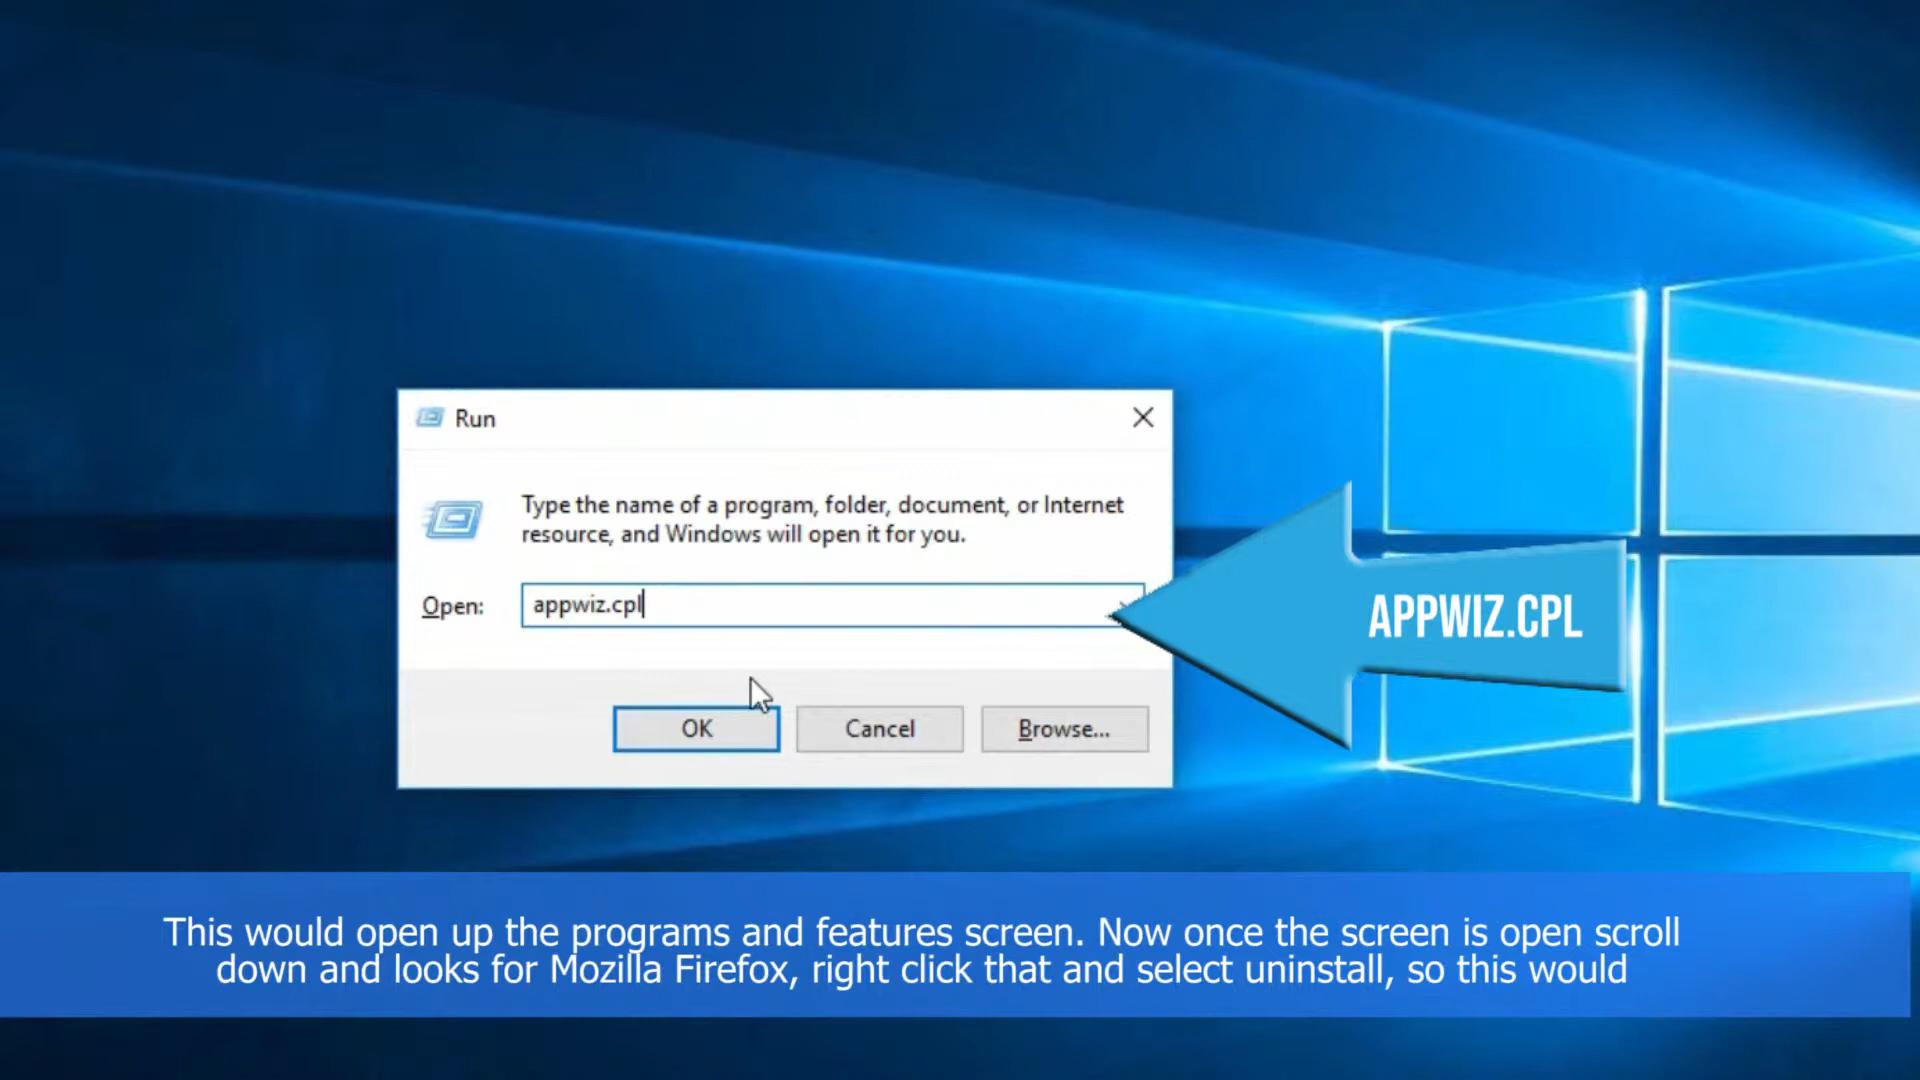 Run
Type the name of a program, folder, document, or Internet
resource, and Windows will open it for you.
Open:
appwiz.cpl
APPWIZ.CPL
OK
Cancel
Browse...
This would open up the programs and features screen. Now once the screen is open scroll
down and looks for Mozilla Firefox, right click that and select uninstall, so this would